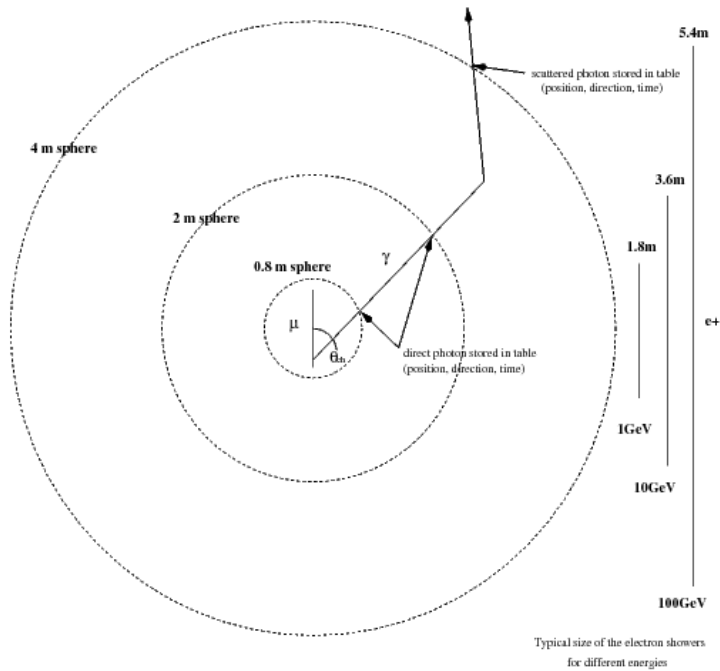 5.4m
scattered photon stored in table
(position, direction, time)
4 m sphere
3.6m
2 m sphere
1.8m
γ
0.8 m sphere
μ
e+
θch
direct photon stored in table
(position, direction, time)
1GeV
10GeV
100GeV
Typical size of the electron showers
for different energies